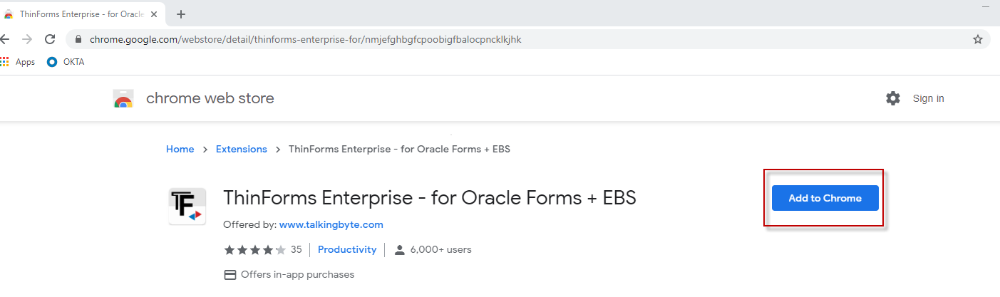 ThinForms Enterprise - for Oracle
chrome.google.com/webstore/detail/thinforms-enterprise-for/nmjefghbgfcpoobigfbalocpncklkjhk
Apps OKTA
chrome web store
Sign in
Home > Extensions > ThinForms Enterprise - for Oracle Forms + EBS
TF
ThinForms Enterprise - for Oracle Forms + EBS
Add to Chrome
Offered by: www.talkingbyte.com
35 Productivity 6,000+ users
Offers in-app purchases